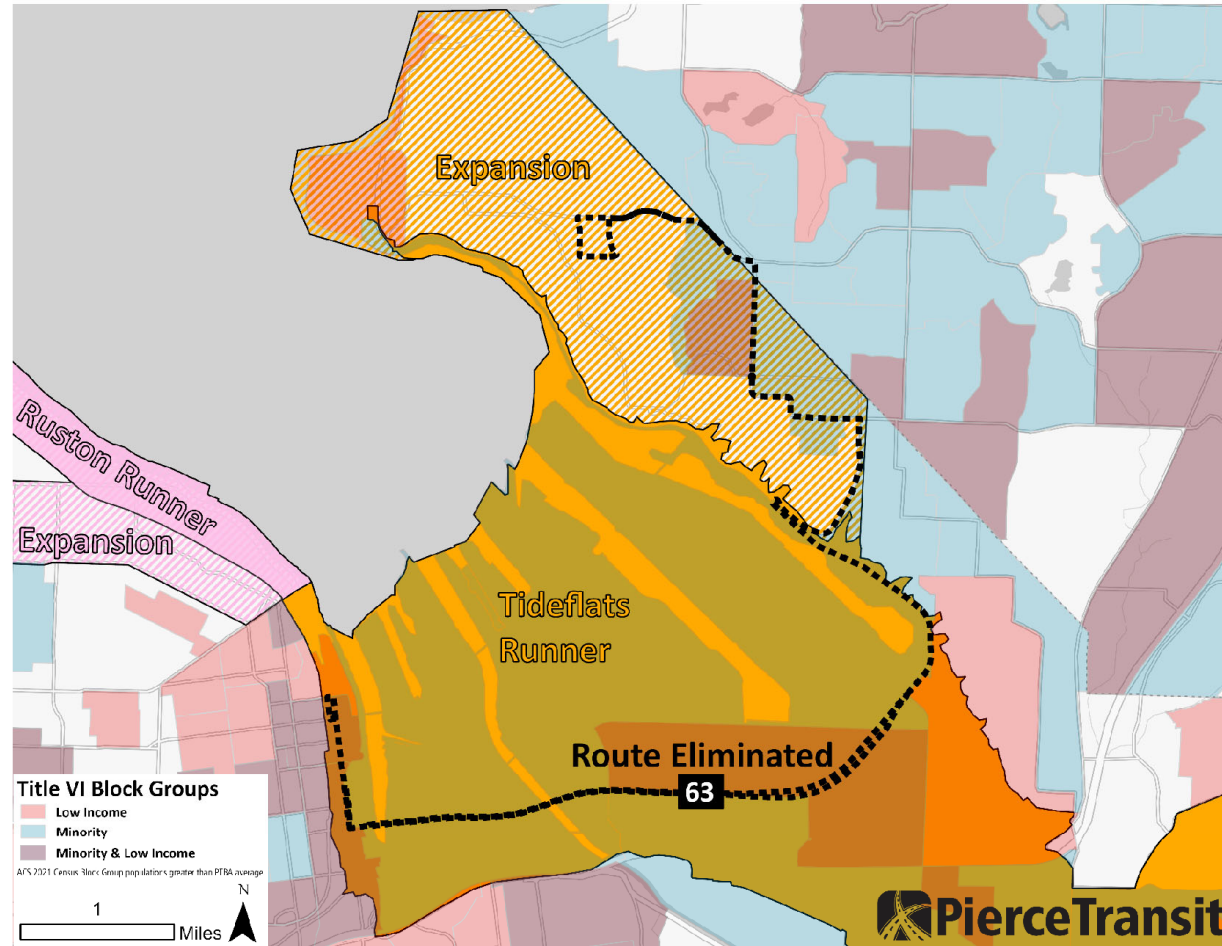 Expansion
Ruston Runner
Expansion
Tideflats
Runner
Route Eliminated
63
Title VI Block Groups
Low Income
Minority
Minority & Low Income
ACS 2021 Census Block Group populations greater than PTBA average
N
1
Miles
PierceTransit